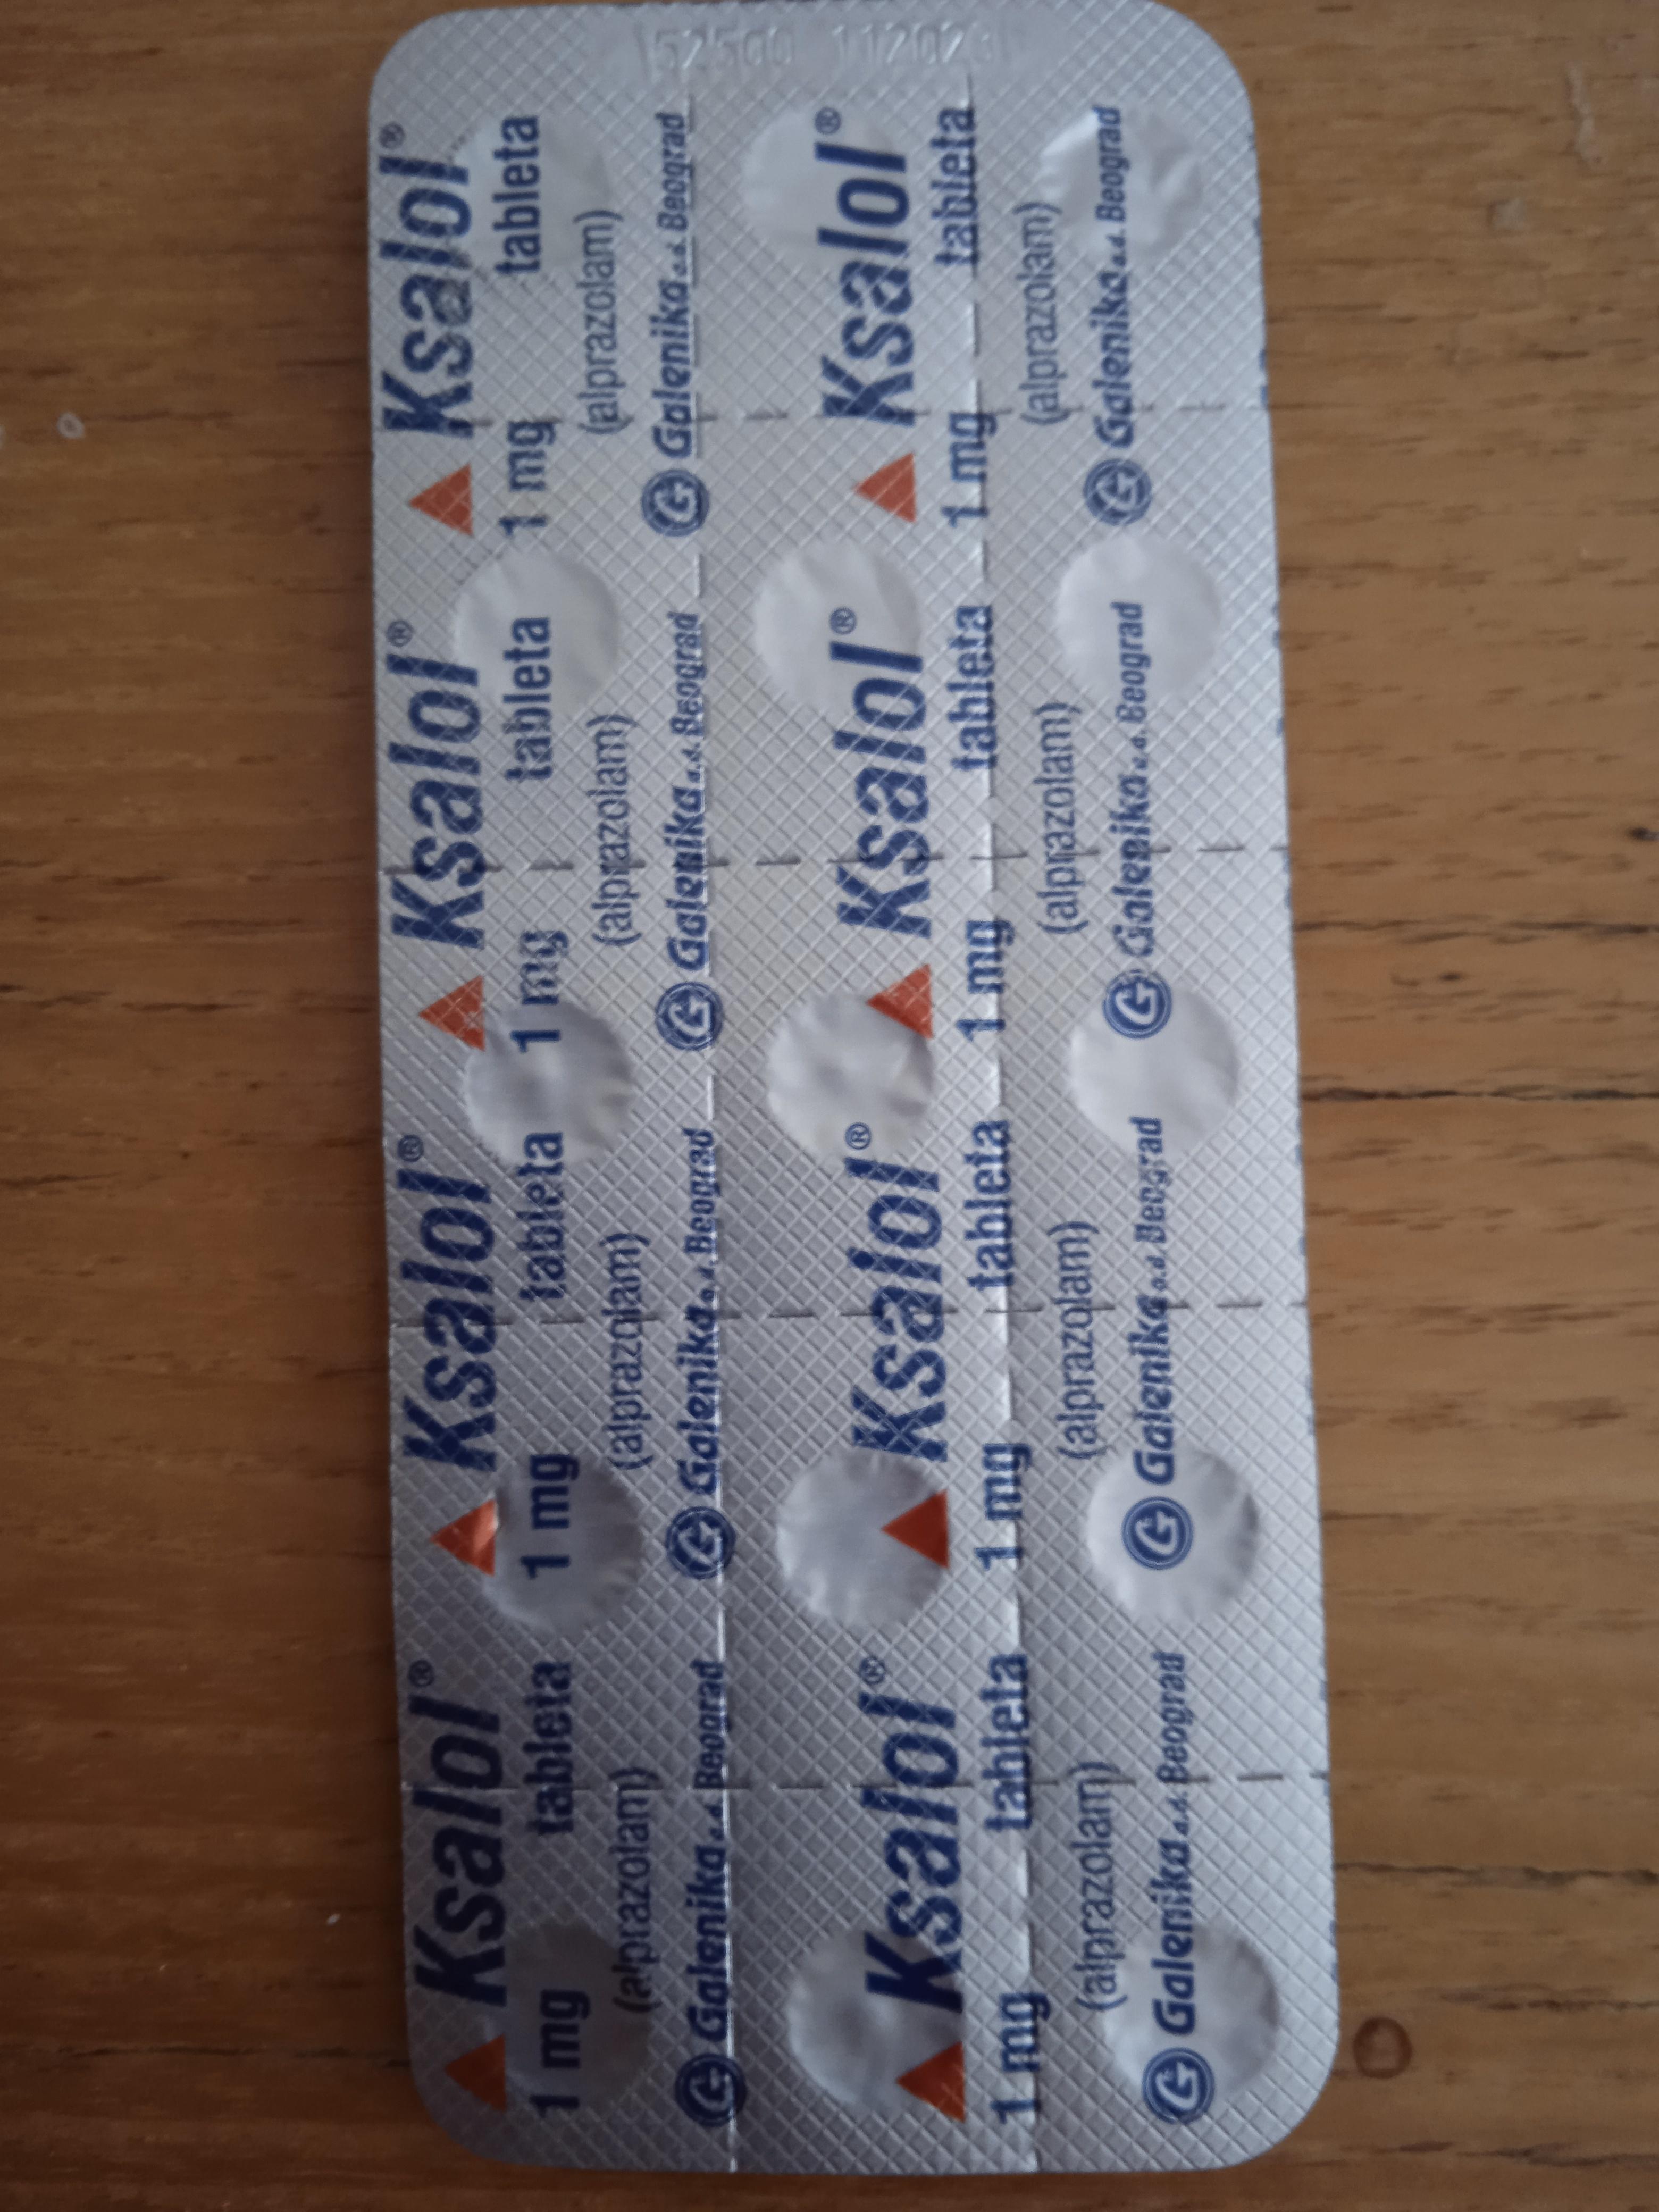 Ksalol®
1 mg tableta
(alprazolam)
G Galenika a.d. Beograd
Ksalol®
1 mg tableta
(alprazolam)
G Galenika a.d. Beograd
Ksalol®
1 mg tableta
(alprazolam)
G Galenika a.d. Beograd
Ksalol®
1 mg tableta
(alprazolam)
G Galenika a.d. Beograd
Ksalol®
1 mg tableta
(alprazolam)
G Galenika a.d. Beograd
Ksalol®
1 mg tableta
(alprazolam)
G Galenika a.d. Beograd
Ksalol®
1 mg tableta
(alprazolam)
G Galenika a.d. Beograd
Ksalol®
1 mg tableta
(alprazolam)
G Galenika a.d. Beograd